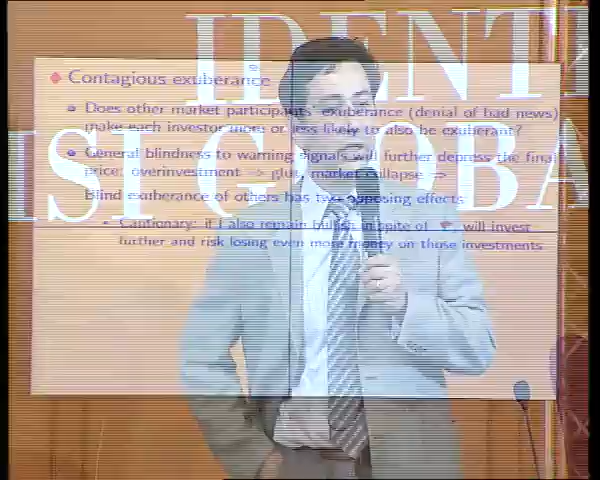 IDENT
IST GLOBA
Contagious exuberance
Does other market participants' exuberance (denial of bad news)
make each investor more or less likely to also be exuberant?
General blindness to warning signals will further depress the final
price: overinvestment ⇒ glut, market collapse ⇒
Blind exuberance of others has two opposing effects
Cautionary: if I also remain bullish in spite of , will invest
further and risk losing even more money on those investments